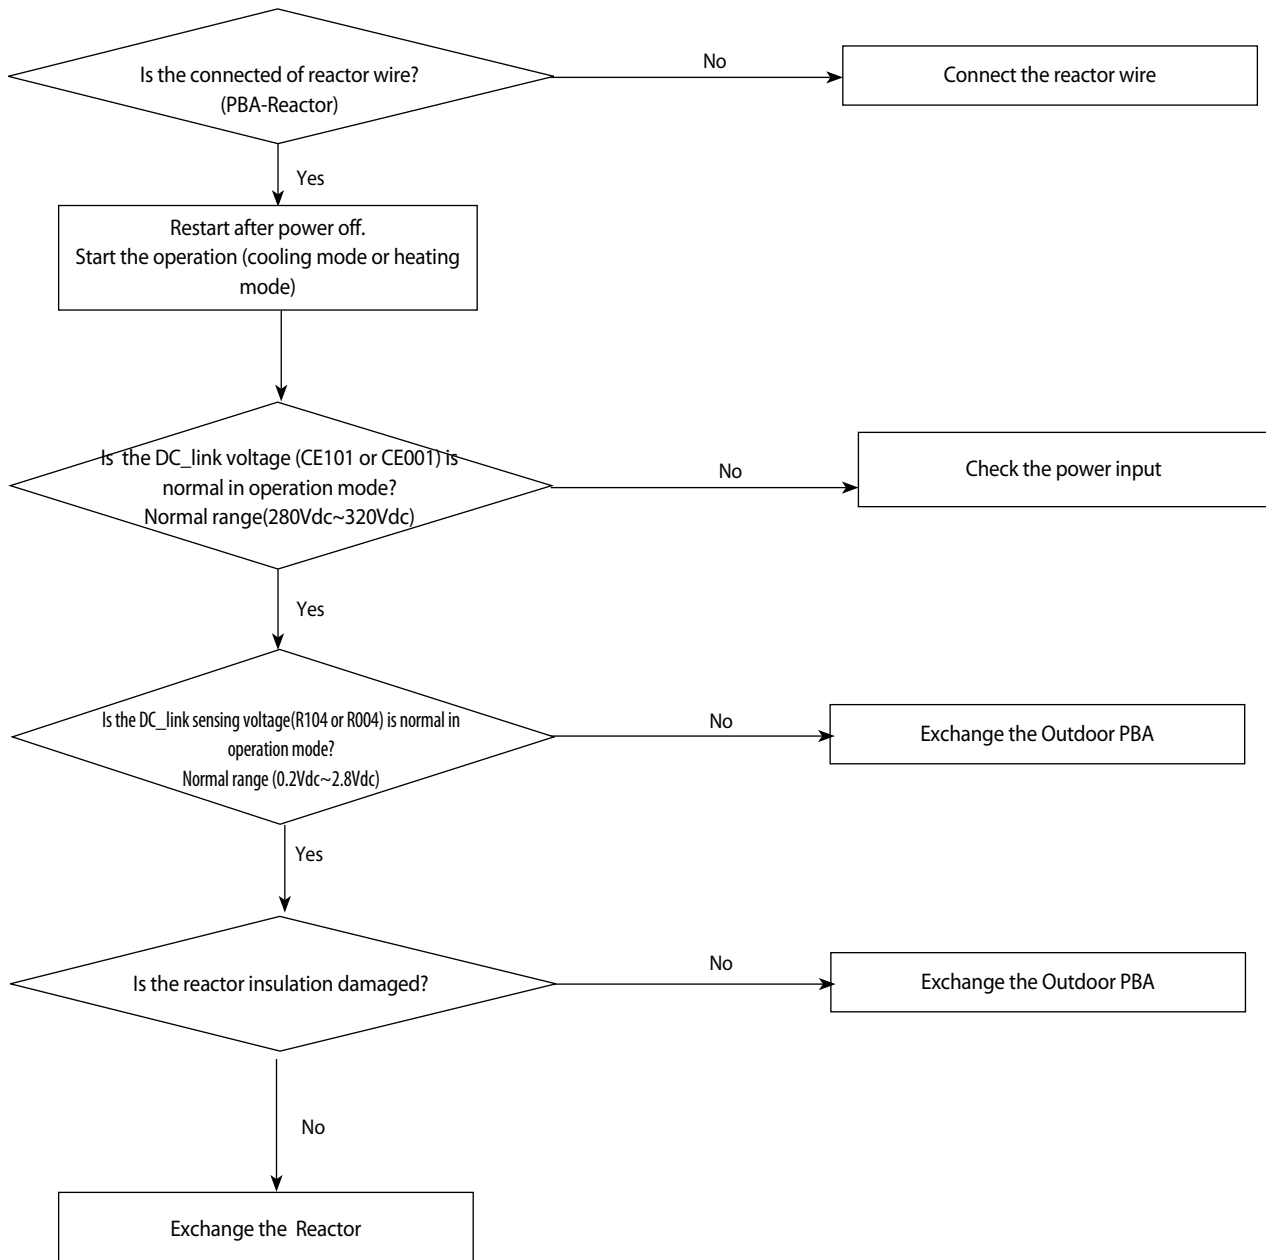 Is the connected of reactor wire?
(PBA-Reactor)
No
Connect the reactor wire
Yes
Restart after power off.
Start the operation (cooling mode or heating
mode)
Is the DC_link voltage (CE101 or CE001) is
normal in operation mode?
Normal range(280Vdc~320Vdc)
No
Check the power input
Yes
Is the DC_link sensing voltage(R104 or R004) is normal in
operation mode?
Normal range (0.2Vdc~2.8Vdc)
No
Exchange the Outdoor PBA
Yes
Is the reactor insulation damaged?
No
Exchange the Outdoor PBA
No
Exchange the Reactor